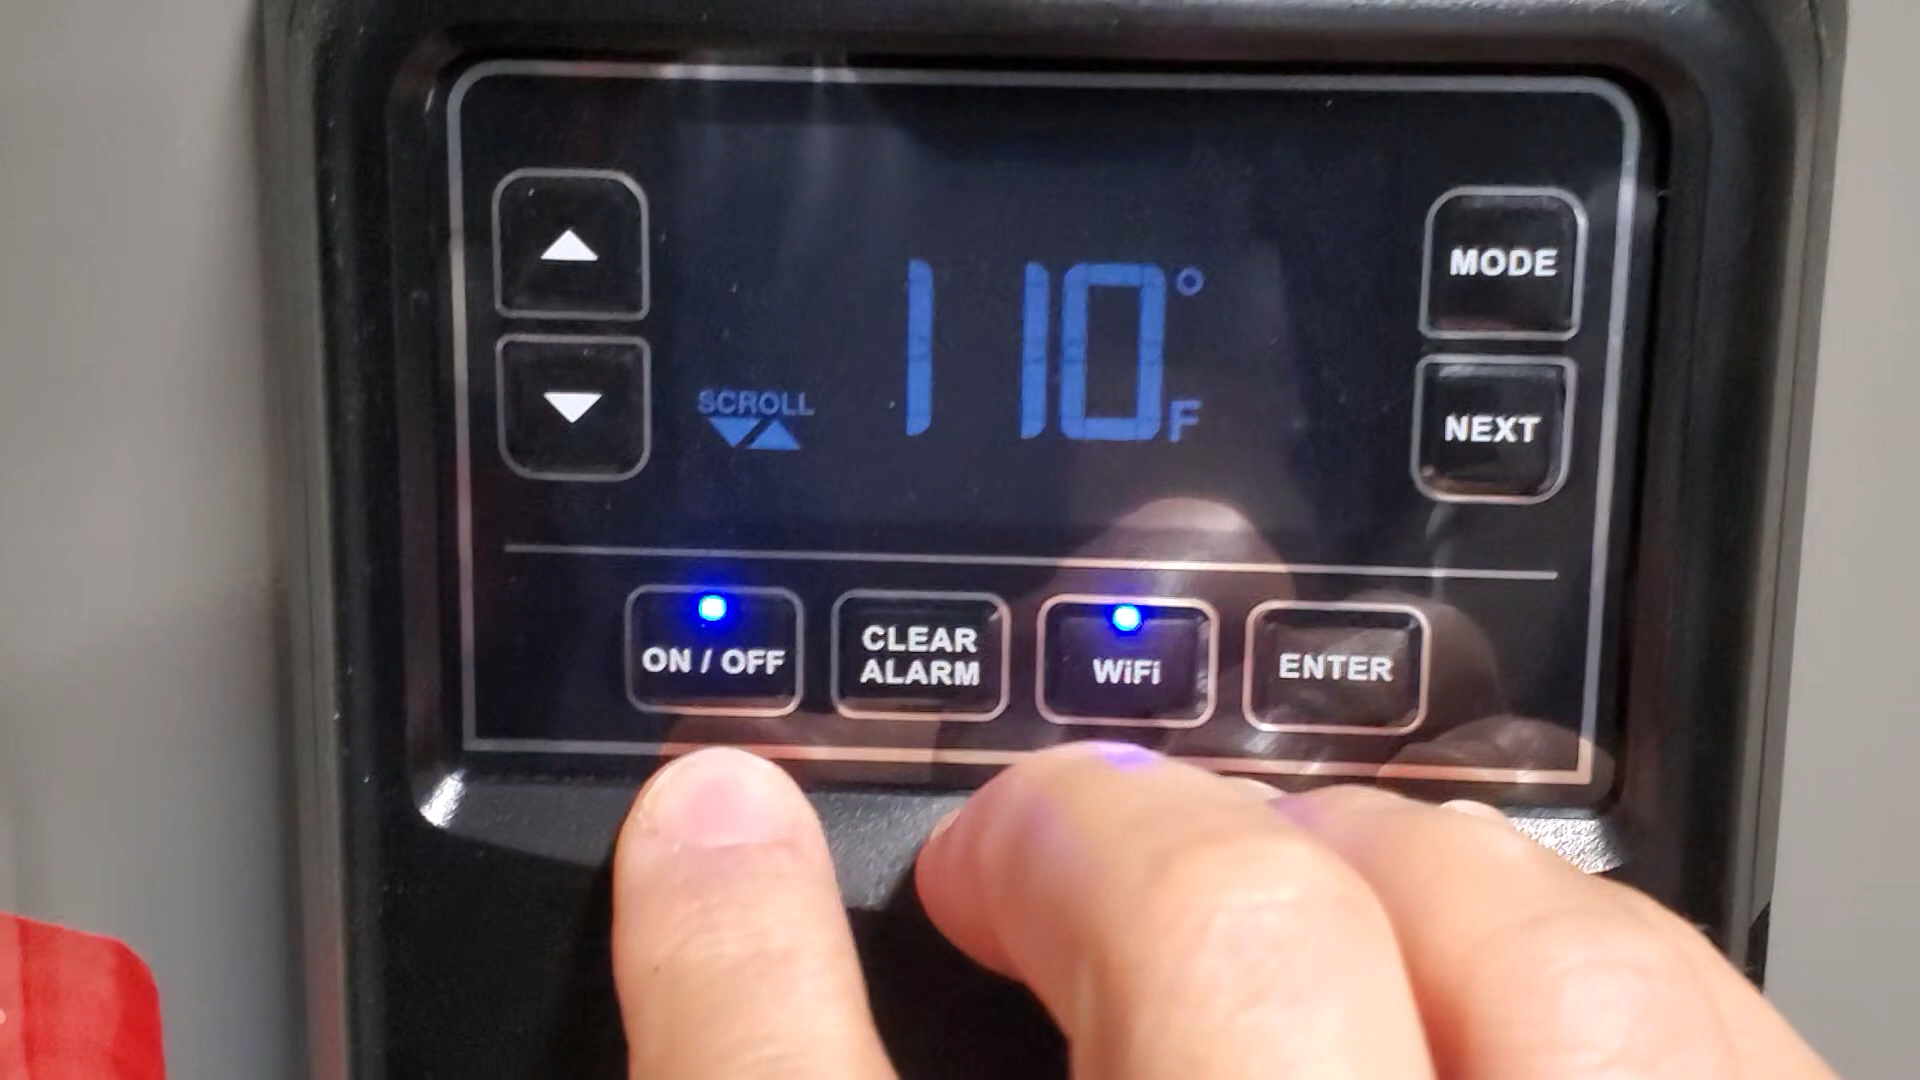 MODE
110°F
SCROLL
NEXT
ON / OFF
CLEAR
ALARM
WiFi
ENTER